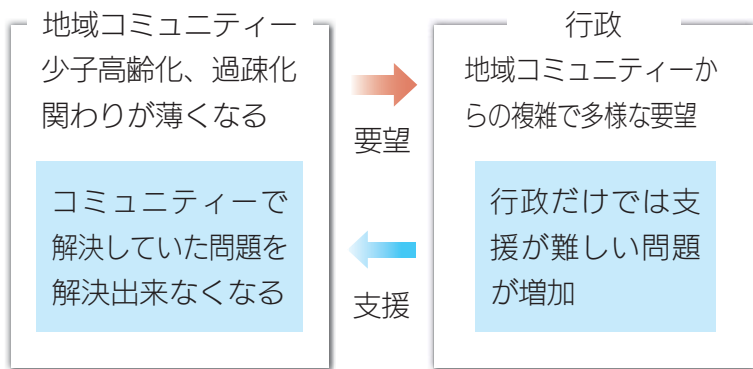 地域コミュニティー
少子高齢化、過疎化
関わりが薄くなる
コミュニティーで
解決していた問題を
解決出来なくなる
要望
支援
行政
地域コミュニティーか
らの複雑で多様な要望
行政だけでは支
援が難しい問題
が増加